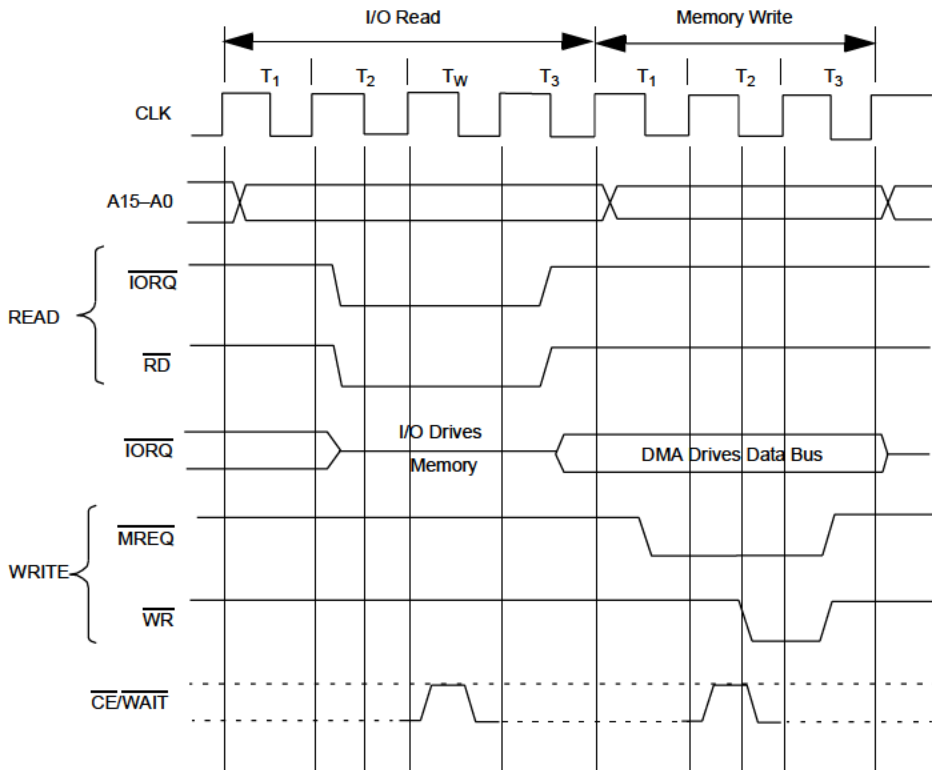 I/O Read Memory Write
T1 T2 TW T3 T1 T2 T3
CLK
A15–A0
IORQ
READ
RD
IORQ I/O Drives
Memory DMA Drives Data Bus
MREQ
WRITE
WR
CE/WAIT